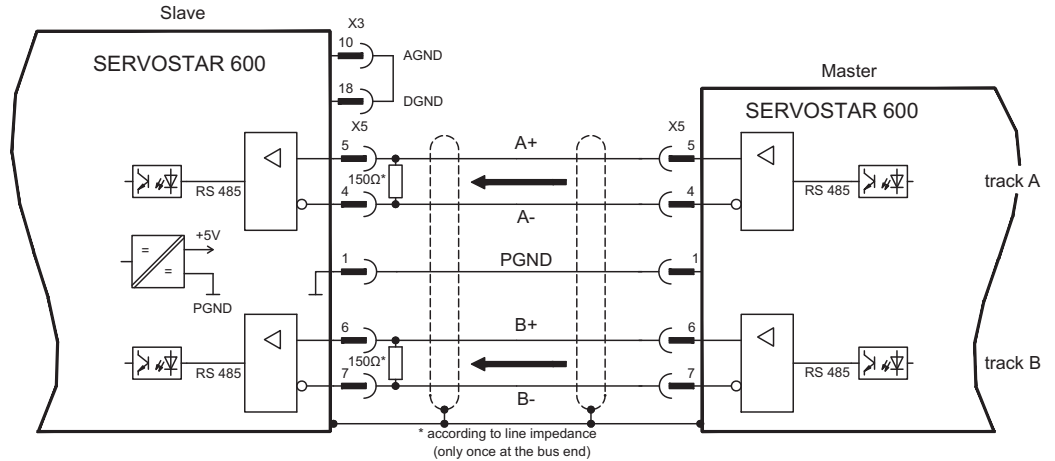 Slave
X3
SERVOSTAR 600
10
AGND
18
DGND
Master
SERVOSTAR 600
X5
X5
5
A+
5
RS 485
150Ω*
RS 485
track A
4
A-
4
+5V
=
=
1
PGND
1
PGND
6
B+
6
RS 485
150Ω*
RS 485
track B
7
B-
7
* according to line impedance
(only once at the bus end)